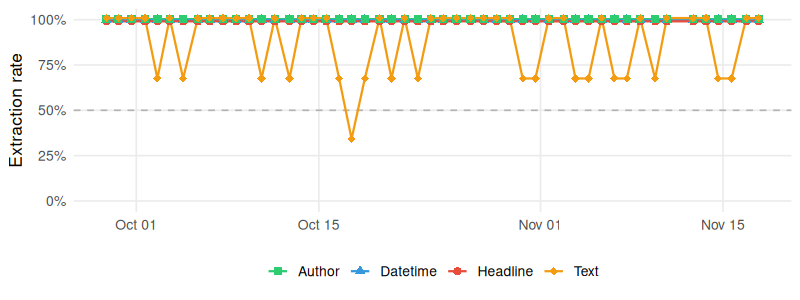 Extraction rate
100%
75%
50%
25%
0%
Oct 01 Oct 15 Nov 01 Nov 15
Author Datetime Headline Text